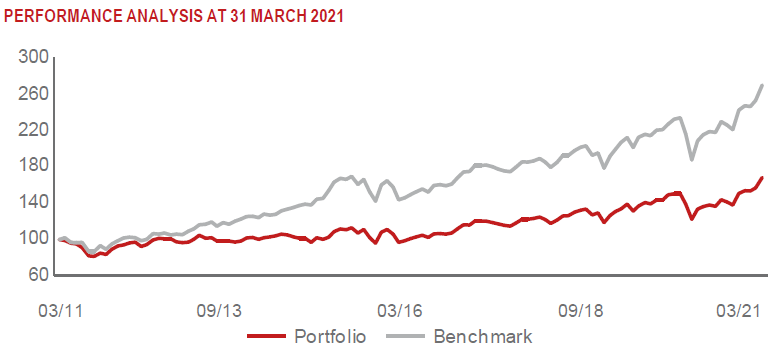 PERFORMANCE ANALYSIS AT 31 MARCH 2021
300
260
220
180
140
100
60
03/11 09/13 03/16 09/18 03/21
Portfolio Benchmark